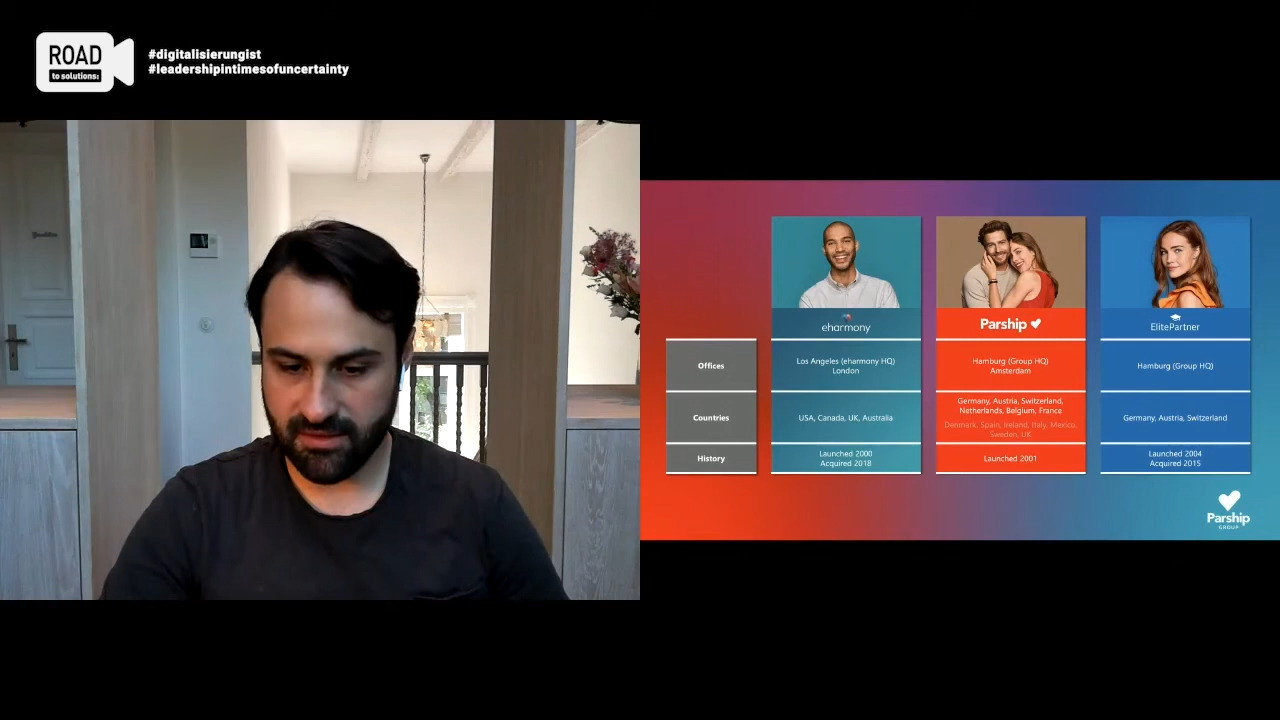 ROAD
to solutions:
#digitalisierungist
#leadershipintimesofuncertainty
eharmony
Parship
ElitePartner
Offices
Los Angeles (eharmony HQ)
London
Hamburg (Group HQ)
Amsterdam
Hamburg (Group HQ)
Countries
USA, Canada, UK, Australia
Germany, Austria, Switzerland,
Netherlands, Belgium, France
Denmark, Spain, Ireland, Italy, Mexico,
Sweden, UK
Germany, Austria, Switzerland
History
Launched 2000
Acquired 2018
Launched 2001
Launched 2004
Acquired 2015
Parship
GROUP